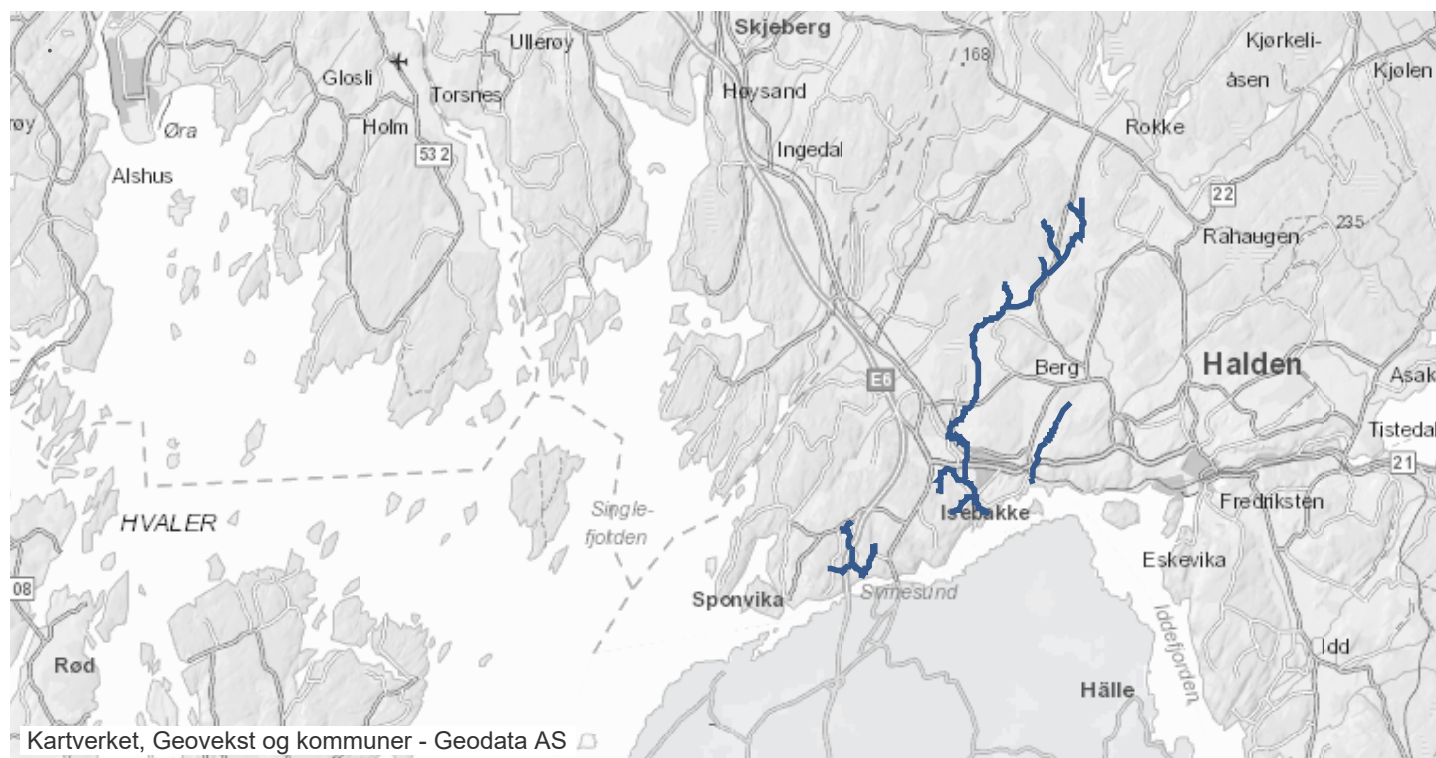 Skjeberg
Ullerøy
Kjørkeli-
168
Glosli
Kjølen
åsen
Høysand
Torsnes
røy
Øra
Holm
Rokke
53 2
Ingedal
Alshus
22
235
Rahaugen
Halden
Berg
E6
Asak
Tistedal
21
Fredriksten
HVALER
Single-
fjorden
Isebakke
Eskevika
08
Svinesund
Sponvika
Iddefjorden
Idd
Rød
Hälle
Kartverket, Geovekst og kommuner - Geodata AS